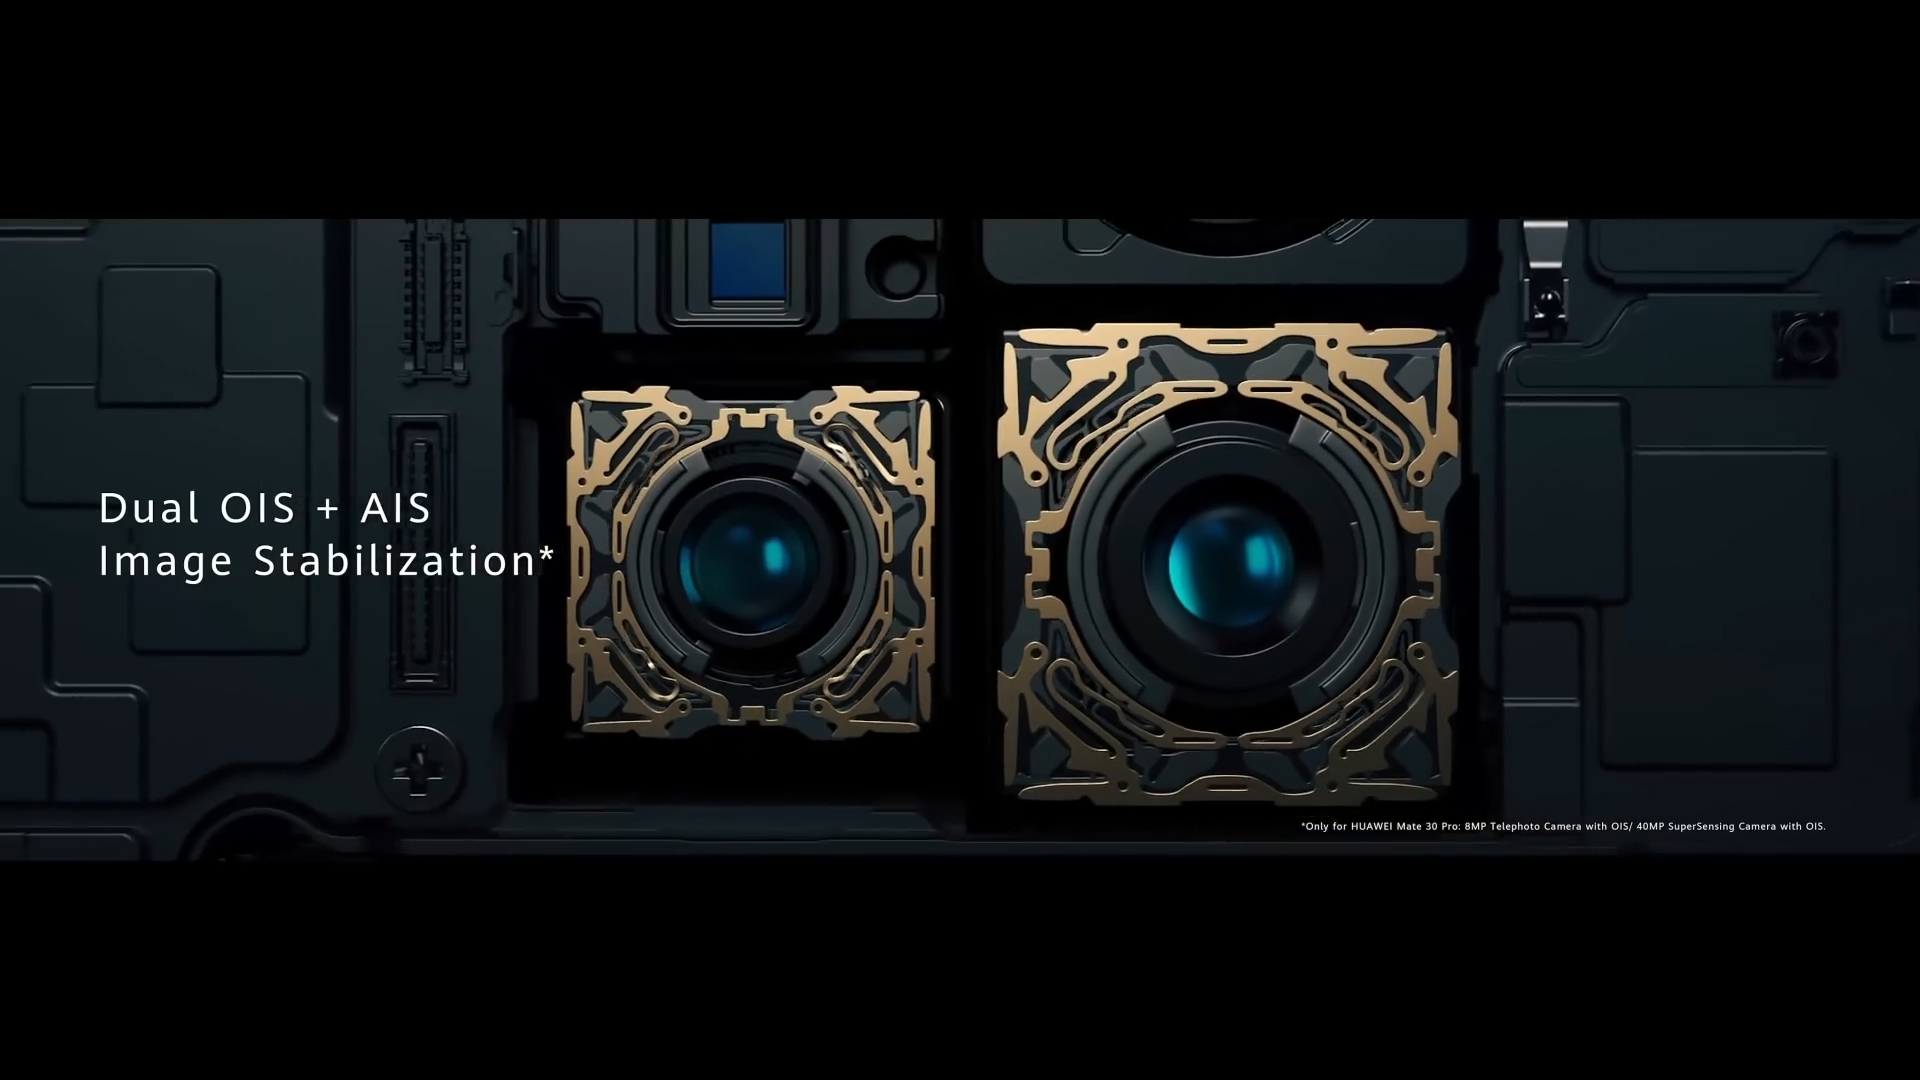 Dual OIS + AIS
Image Stabilization*
*Only for HUAWEI Mate 30 Pro: 8MP Telephoto Camera with OIS/ 40MP SuperSensing Camera with OIS.